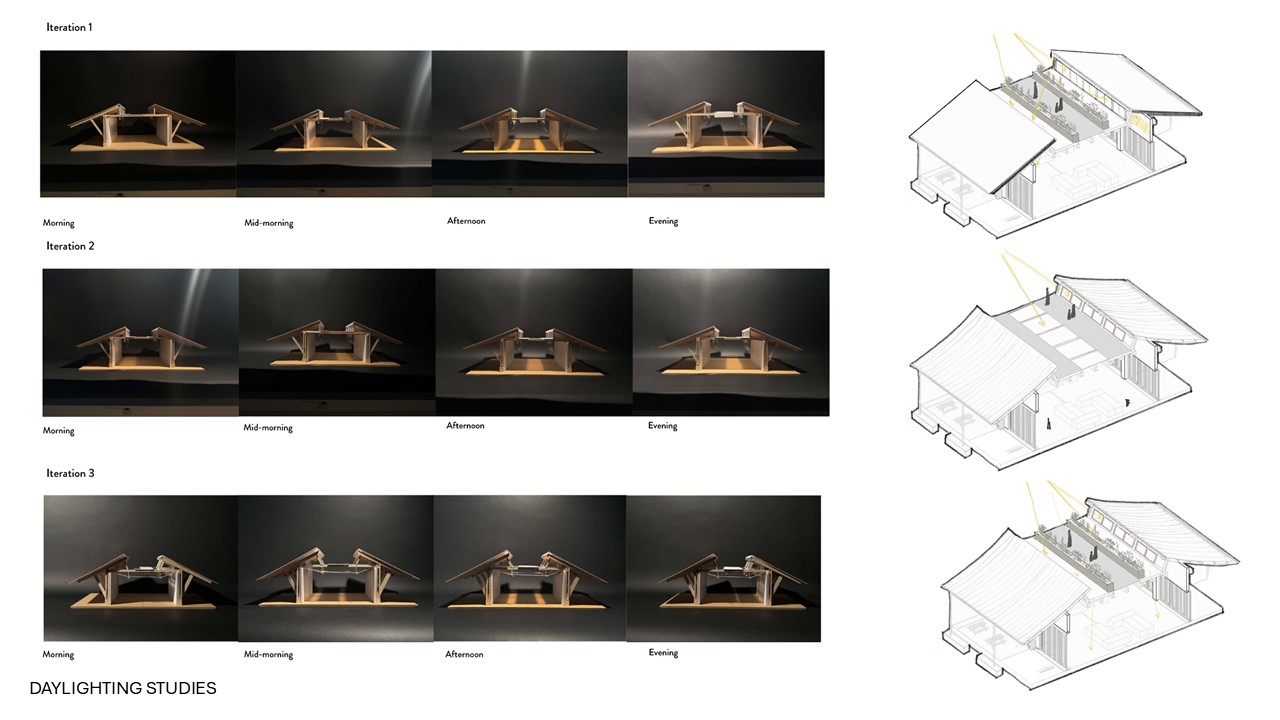 Iteration 1
Morning
Mid-morning
Afternoon
Evening
Iteration 2
Morning
Mid-morning
Afternoon
Evening
Iteration 3
Morning
Mid-morning
Afternoon
Evening
DAYLIGHTING STUDIES